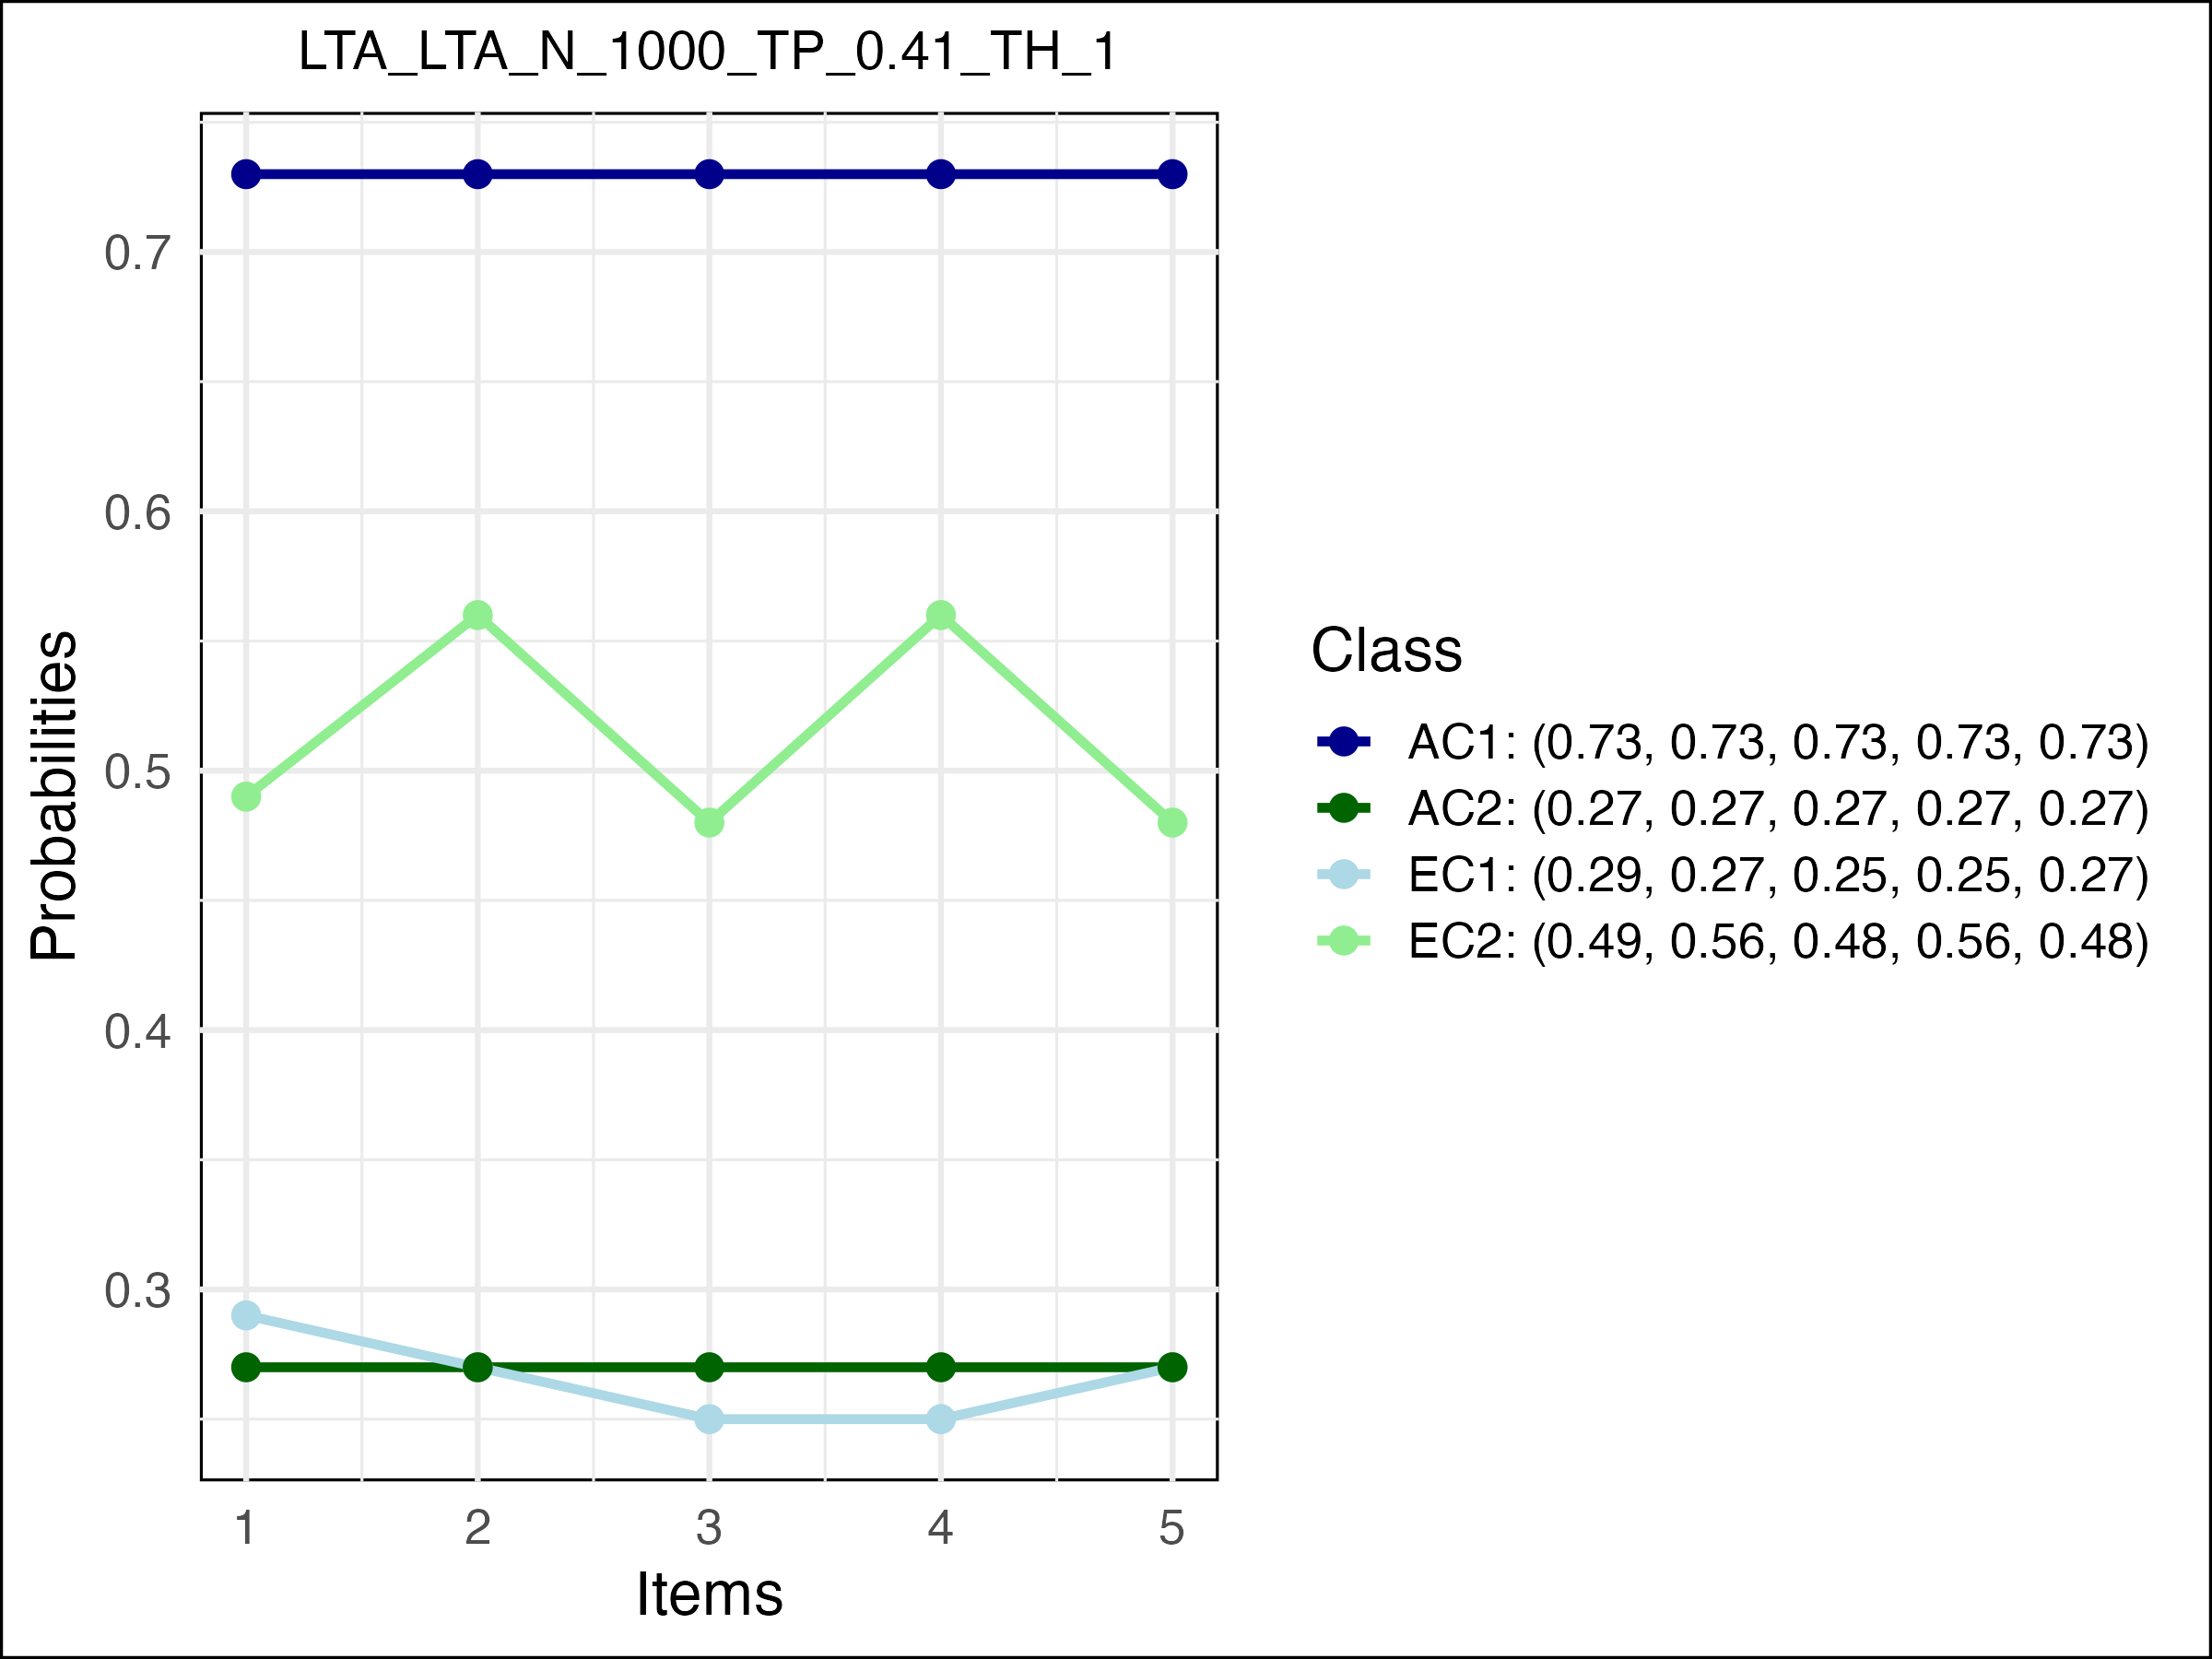 LTA_LTA_N_1000_TP_0.41_TH_1
Probabilities
0.7
0.6
0.5
0.4
0.3
1 2 3 4 5
Items
Class
AC1: (0.73, 0.73, 0.73, 0.73, 0.73)
AC2: (0.27, 0.27, 0.27, 0.27, 0.27)
EC1: (0.29, 0.27, 0.25, 0.25, 0.27)
EC2: (0.49, 0.56, 0.48, 0.56, 0.48)